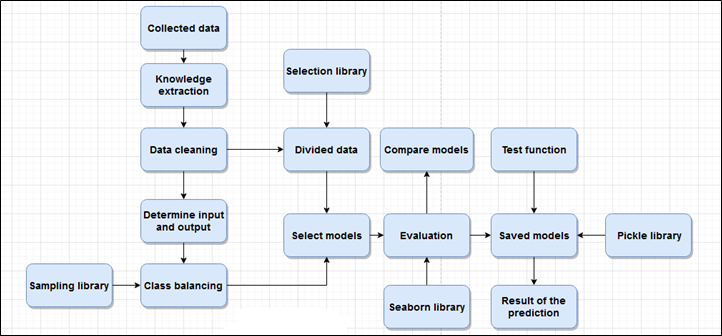 Collected data
Knowledge
extraction
Selection library
Data cleaning
Divided data
Compare models
Test function
Determine input
and output
Select models
Evaluation
Saved models
Pickle library
Sampling library
Class balancing
Seaborn library
Result of the
prediction